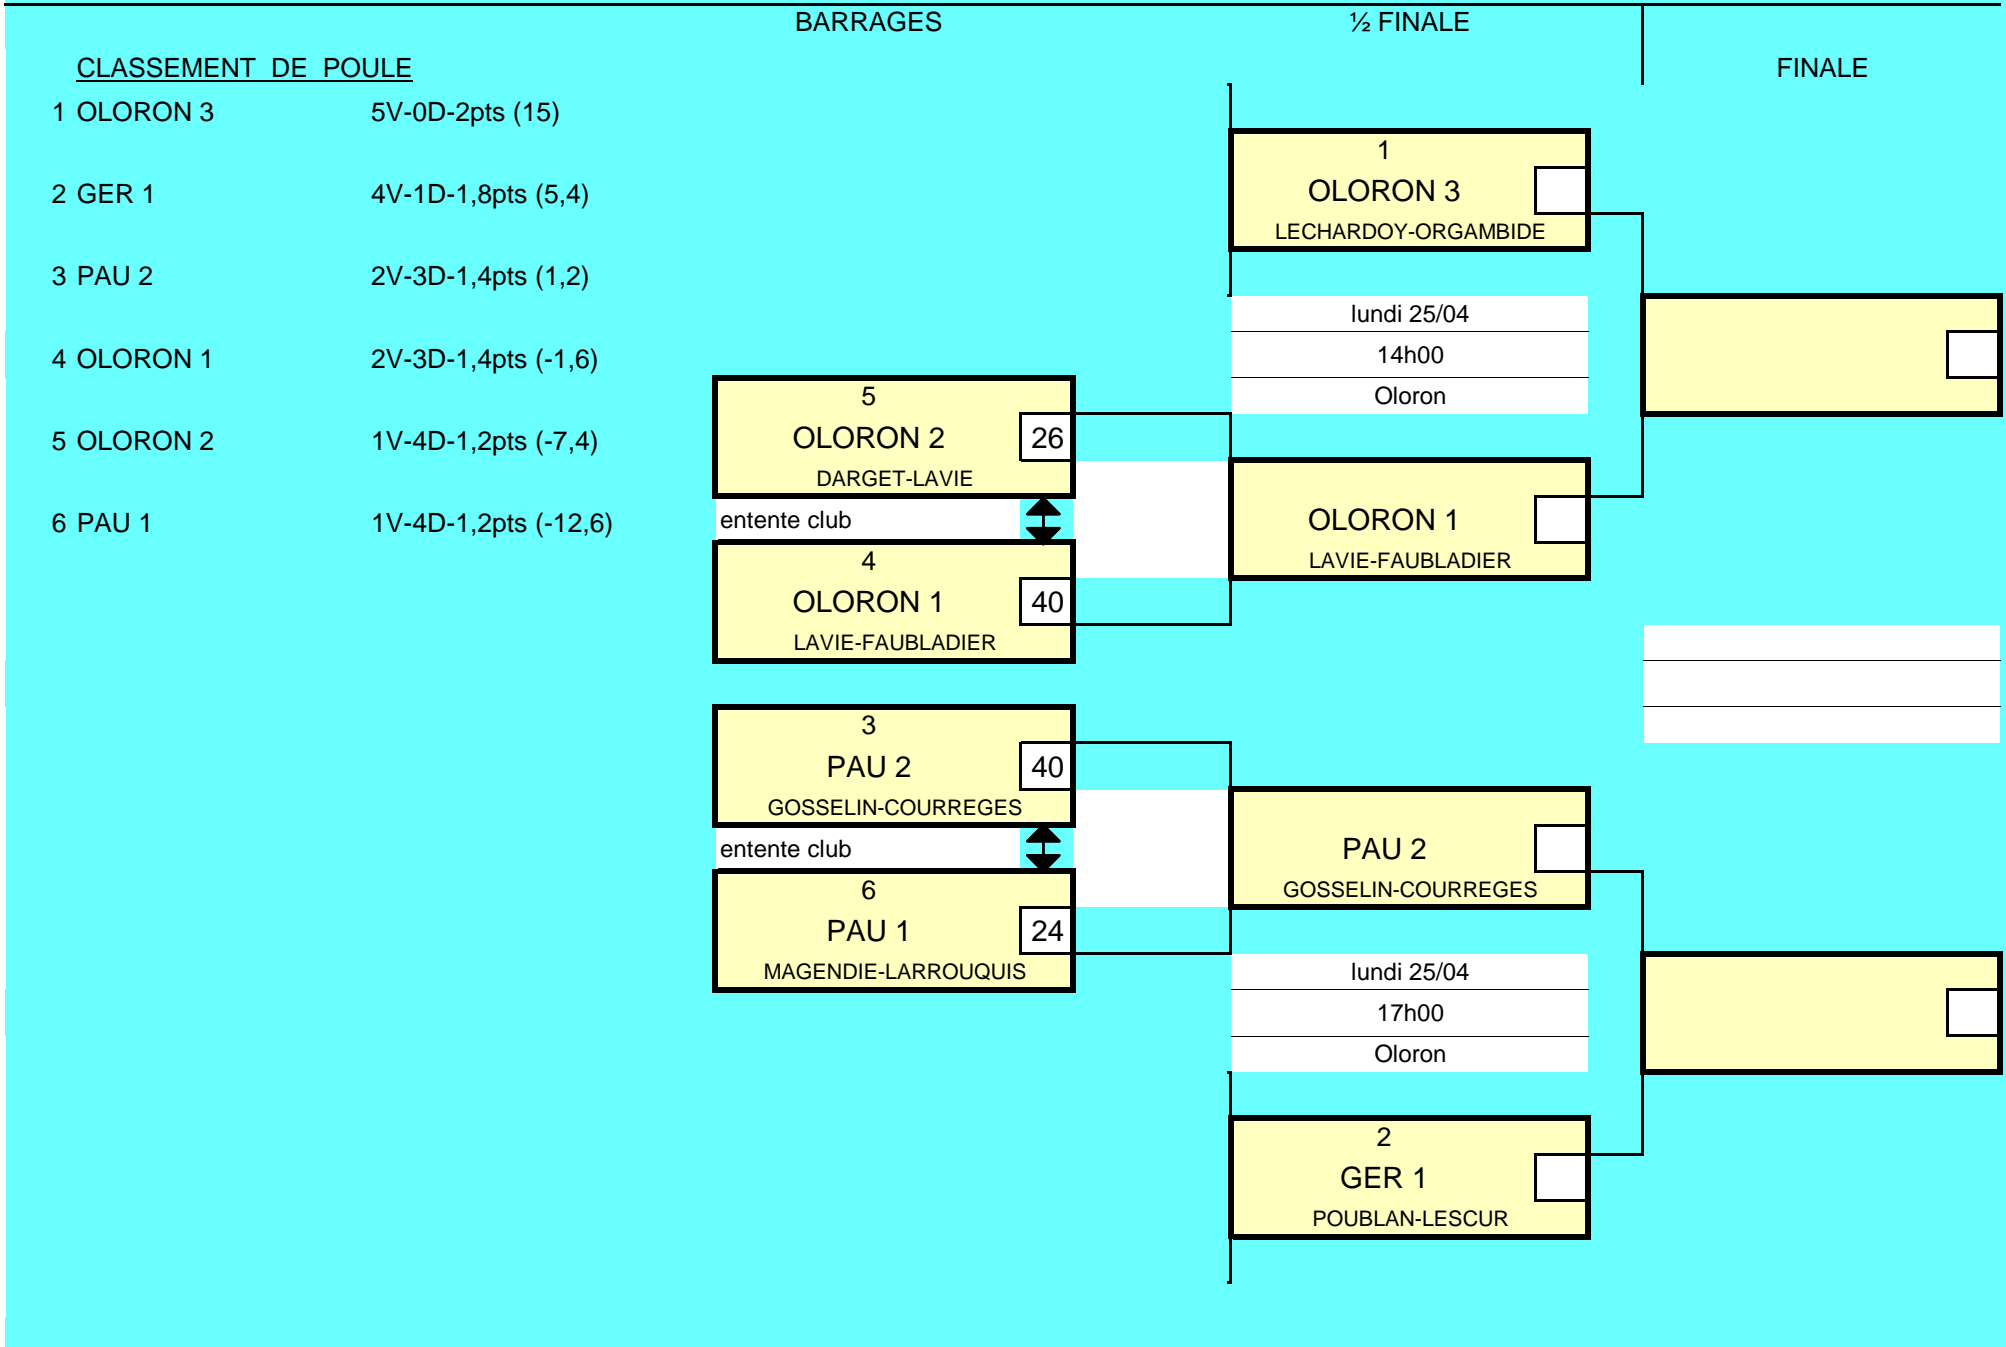 BARRAGES
½ FINALE
FINALE
CLASSEMENT DE POULE
1 OLORON 3 5V-0D-2pts (15)
2 GER 1 4V-1D-1,8pts (5,4)
3 PAU 2 2V-3D-1,4pts (1,2)
4 OLORON 1 2V-3D-1,4pts (-1,6)
5 OLORON 2 1V-4D-1,2pts (-7,4)
6 PAU 1 1V-4D-1,2pts (-12,6)
5
OLORON 2 26
DARGET-LAVIE
entente club
4
OLORON 1 40
LAVIE-FAUBLADIER
3
PAU 2 40
GOSSELIN-COURREGES
entente club
6
PAU 1 24
MAGENDIE-LARROUQUIS
1
OLORON 3
LECHARDOY-ORGAMBIDE
lundi 25/04
14h00
Oloron
OLORON 1
LAVIE-FAUBLADIER
PAU 2
GOSSELIN-COURREGES
lundi 25/04
17h00
Oloron
2
GER 1
POUBLAN-LESCUR